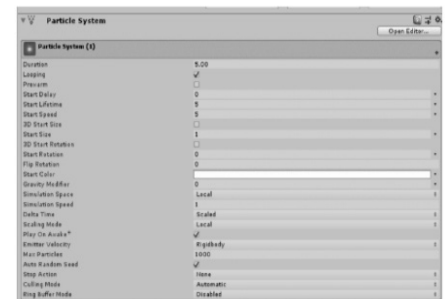 Particle System
Open Editor...
Particle System (1)
Duration 5.00
Looping
Prewarm
Start Delay 0
Start Lifetime 5
Start Speed 5
3D Start Size
Start Size 1
3D Start Rotation
Start Rotation 0
Flip Rotation 0
Start Color
Gravity Modifier 0
Simulation Space Local
Simulation Speed 1
Delta Time Scaled
Scaling Mode Local
Play On Awake*
Emitter Velocity Rigidbody
Max Particles 1000
Auto Random Seed
Stop Action None
Culling Mode Automatic
Ring Buffer Mode Disabled